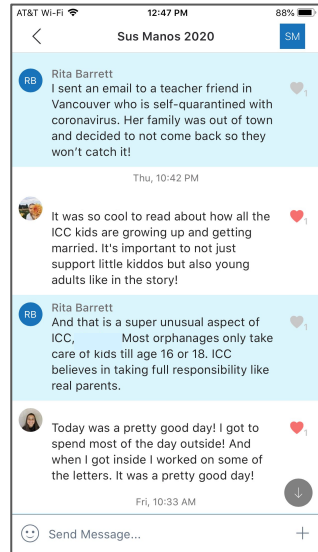 AT&T Wi-Fi 12:47 PM 88%
Sus Manos 2020 SM
RB Rita Barrett
I sent an email to a teacher friend in
Vancouver who is self-quarantined with
coronavirus. Her family was out of town
and decided to not come back so they
won't catch it!
1
Thu, 10:42 PM
It was so cool to read about how all the
ICC kids are growing up and getting
married. It's important to not just
support little kiddos but also young
adults like in the story!
1
RB Rita Barrett
And that is a super unusual aspect of
ICC, Most orphanages only take
care of kids till age 16 or 18. ICC
believes in taking full responsibility like
real parents.
1
Today was a pretty good day! I got to
spend most of the day outside! And
when I got inside I worked on some of
the letters. It was a pretty good day!
1
Fri, 10:33 AM
Send Message...